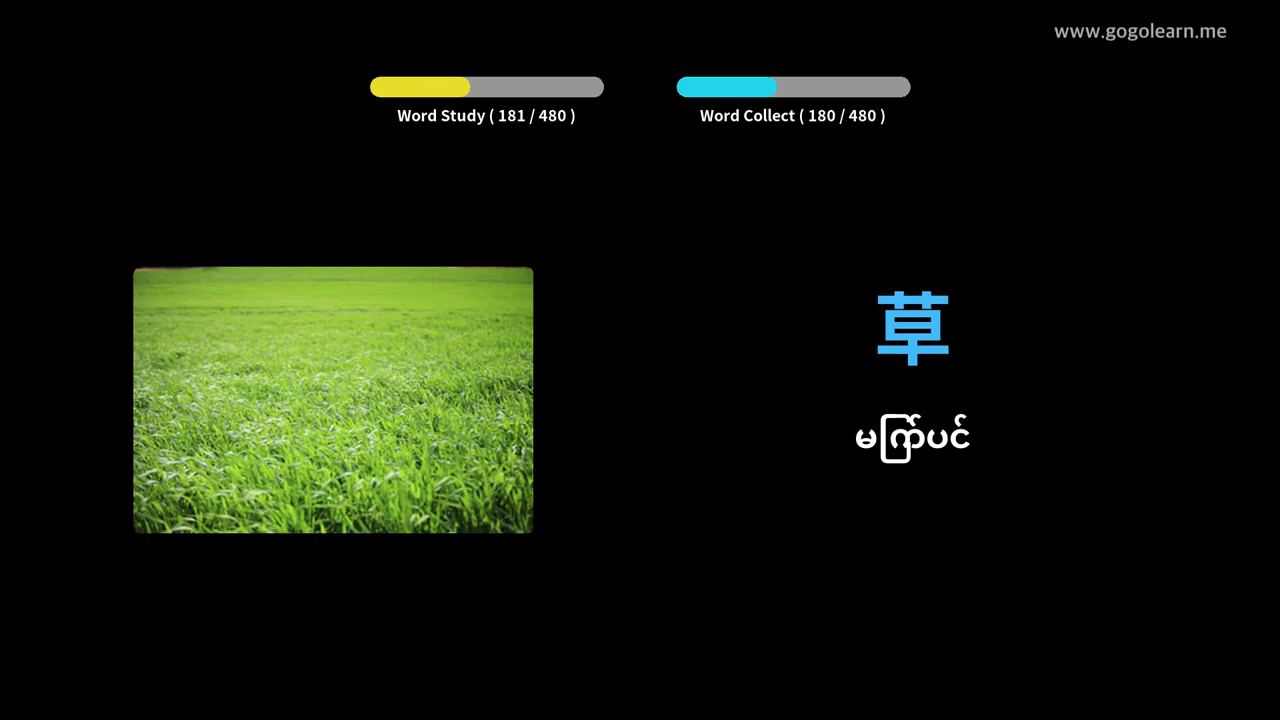 www.gogolearn.me
Word Study ( 181 / 480 )
Word Collect ( 180 / 480 )
草
မြက်ပင်